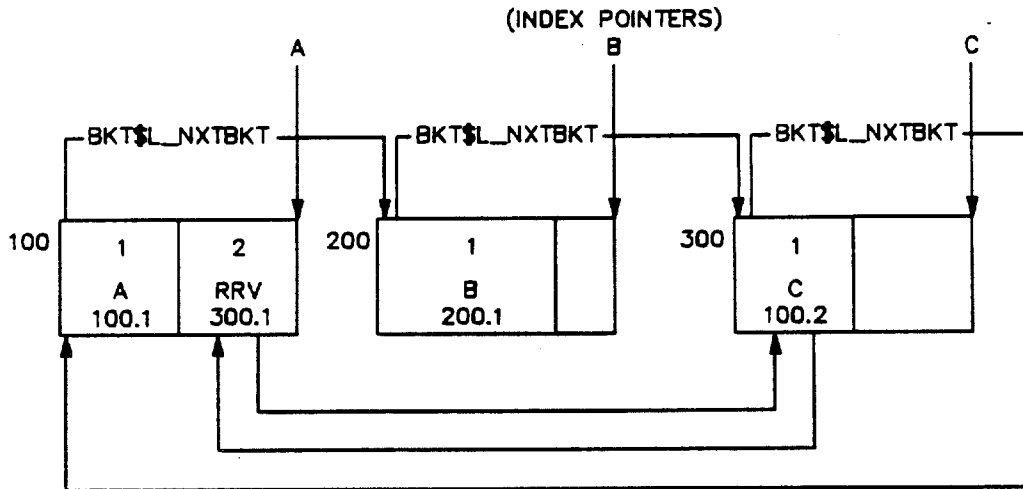 (INDEX POINTERS)
A B C
BKT$L_NXTBKT BKT$L_NXTBKT BKT$L_NXTBKT
100 1 2 200 1 300 1
A RRV B C
100.1 300.1 200.1 100.2